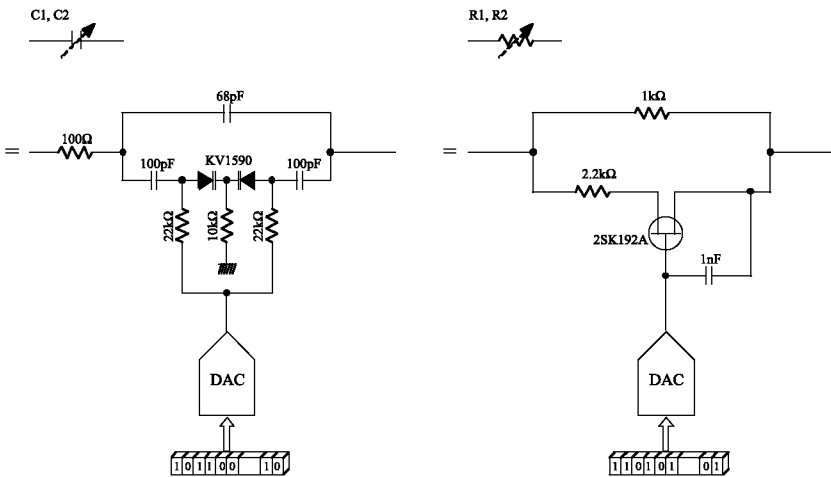 C1, C2
68pF
= 100Ω
100pF KV1590 100pF
22kΩ 10kΩ 22kΩ
DAC
1 0 1 1 0 0 1 0
R1, R2
1kΩ
=
2.2kΩ
2SK192A
1nF
DAC
1 1 0 1 0 1 0 1